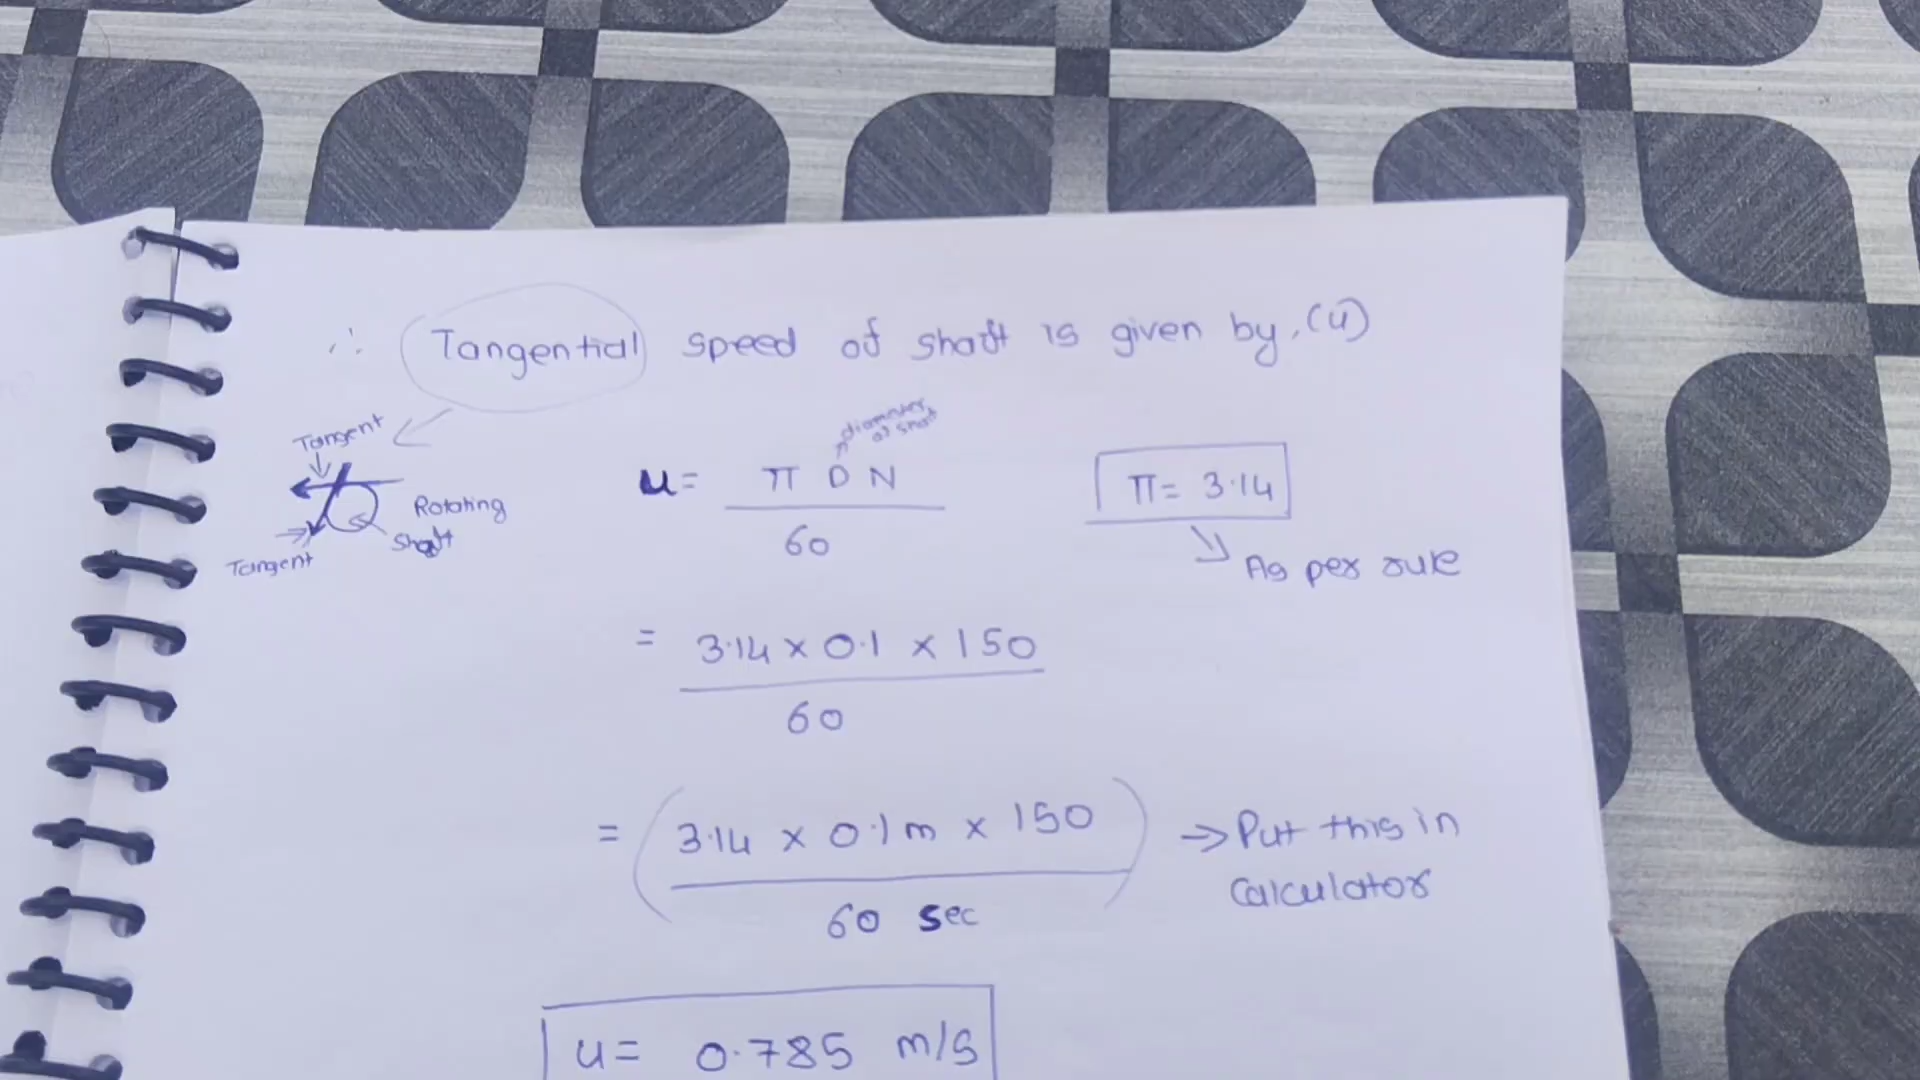 ∴ Tangential speed of shaft is given by, (u)
diameter
of shaft
Tangent
u = π D N
60
π = 3.14
Rotating
shaft
Tangent
As per rule
= 3.14 × 0.1 × 150
60
= (3.14 × 0.1 m × 150)
60 sec
→ Put this in
calculator
u = 0.785 m/s